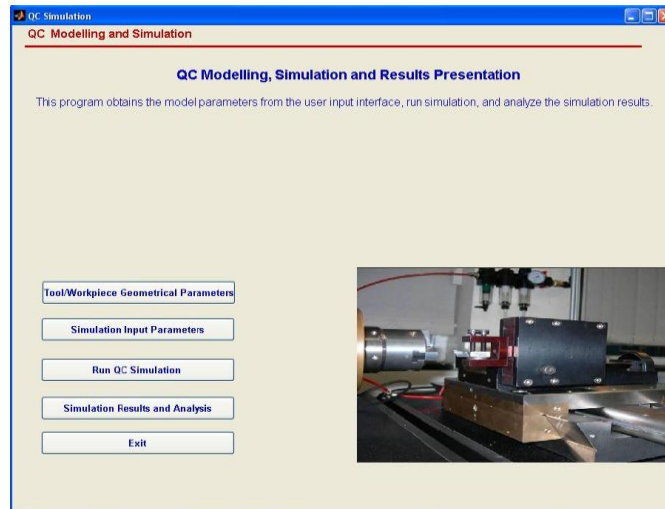 QC Simulation
QC Modelling and Simulation
QC Modelling, Simulation and Results Presentation
This program obtains the model parameters from the user input interface, run simulation, and analyze the simulation results.
Tool/Workpiece Geometrical Parameters
Simulation Input Parameters
Run QC Simulation
Simulation Results and Analysis
Exit